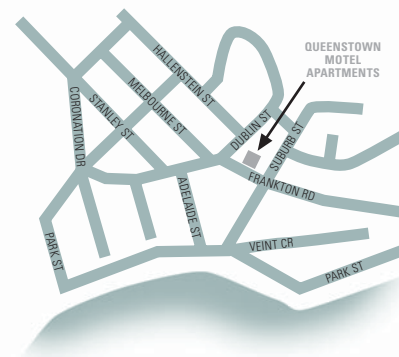 QUEENSTOWN
MOTEL
APARTMENTS
HALLENSTEIN ST
MELBOURNE ST
STANLEY ST
CORONATION DR
DUBLIN ST
SUBURB ST
FRANKTON RD
ADELAIDE ST
PARK ST
VEINT CR
PARK ST